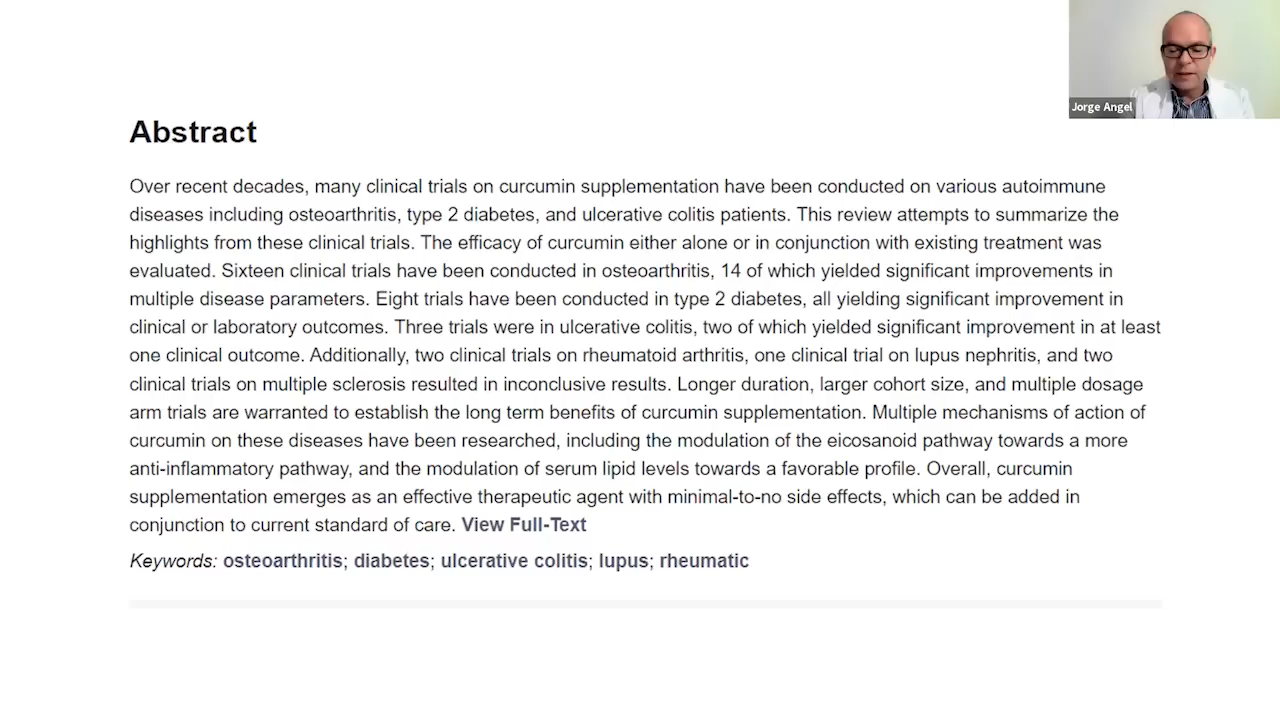 Jorge Angel
Abstract
Over recent decades, many clinical trials on curcumin supplementation have been conducted on various autoimmune
diseases including osteoarthritis, type 2 diabetes, and ulcerative colitis patients. This review attempts to summarize the
highlights from these clinical trials. The efficacy of curcumin either alone or in conjunction with existing treatment was
evaluated. Sixteen clinical trials have been conducted in osteoarthritis, 14 of which yielded significant improvements in
multiple disease parameters. Eight trials have been conducted in type 2 diabetes, all yielding significant improvement in
clinical or laboratory outcomes. Three trials were in ulcerative colitis, two of which yielded significant improvement in at least
one clinical outcome. Additionally, two clinical trials on rheumatoid arthritis, one clinical trial on lupus nephritis, and two
clinical trials on multiple sclerosis resulted in inconclusive results. Longer duration, larger cohort size, and multiple dosage
arm trials are warranted to establish the long term benefits of curcumin supplementation. Multiple mechanisms of action of
curcumin on these diseases have been researched, including the modulation of the eicosanoid pathway towards a more
anti-inflammatory pathway, and the modulation of serum lipid levels towards a favorable profile. Overall, curcumin
supplementation emerges as an effective therapeutic agent with minimal-to-no side effects, which can be added in
conjunction to current standard of care. View Full-Text
Keywords: osteoarthritis; diabetes; ulcerative colitis; lupus; rheumatic